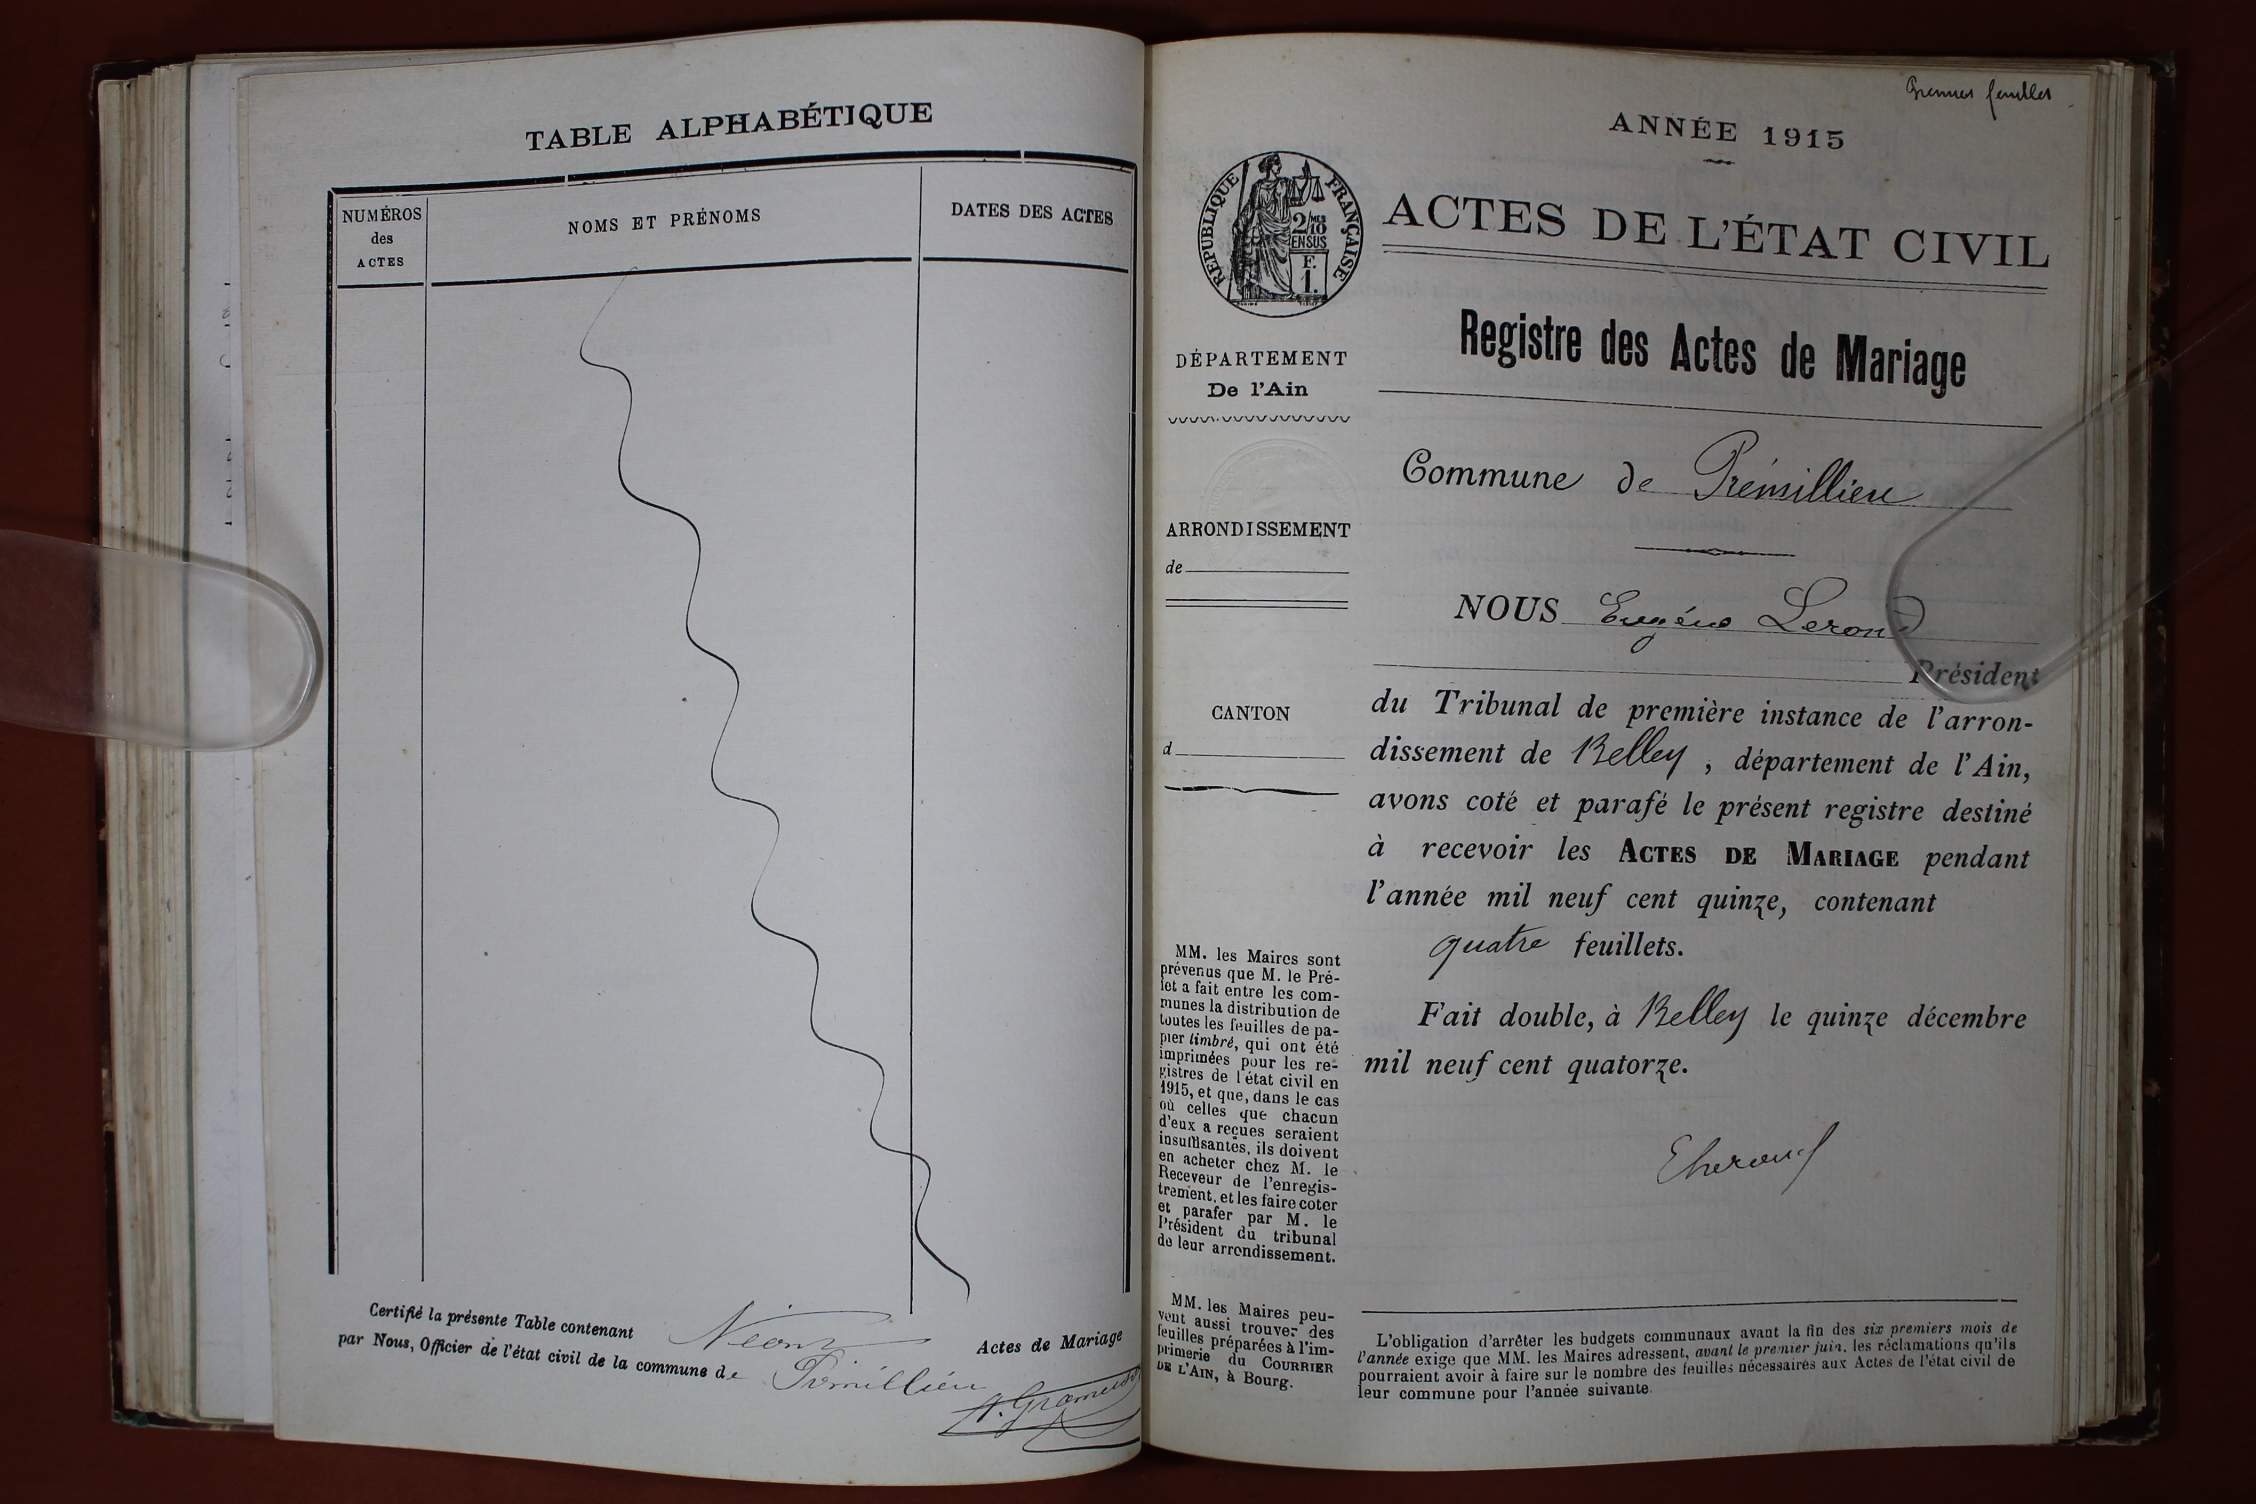 TABLE ALPHABÉTIQUE
NUMÉROS
des
ACTES
NOMS ET PRÉNOMS
DATES DES ACTES
Certifié la présente Table contenant Néant Actes de Mariage
par Nous, Officier de l'état civil de la commune de Prémillieu
Premier feuillet
ANNÉE 1915
RÉPUBLIQUE FRANÇAISE
2/10
EN SUS
F.
1.
ACTES DE L'ÉTAT CIVIL
Registre des Actes de Mariage
DÉPARTEMENT
De l'Ain
ARRONDISSEMENT
de
CANTON
d
Commune de Prémillieu
NOUS Eugène Leroud
Président
du Tribunal de première instance de l'arron-
dissement de Belley, département de l'Ain,
avons coté et parafé le présent registre destiné
à recevoir les ACTES DE MARIAGE pendant
l'année mil neuf cent quinze, contenant
quatre feuillets.
Fait double, à Belley le quinze décembre
mil neuf cent quatorze.
MM. les Maires sont
prévenus que M. le Pré-
fet a fait entre les com-
munes la distribution de
toutes les feuilles de pa-
pier timbré, qui ont été
imprimées pour les re-
gistres de l'état civil en
1915, et que, dans le cas
où celles que chacun
d'eux a reçues seraient
insuffisantes, ils doivent
en acheter chez M. le
Receveur de l'enregis-
trement, et les faire coter
et parafer par M. le
Président du tribunal
de leur arrondissement.
MM. les Maires peu-
vent aussi trouver des
feuilles préparées à l'im-
primerie du COURRIER
DE L'AIN, à Bourg.
L'obligation d'arrêter les budgets communaux avant la fin des six premiers mois de
l'année exige que MM. les Maires adressent, avant le premier juin, les réclamations qu'ils
pourraient avoir à faire sur le nombre des feuilles nécessaires aux Actes de l'état civil de
leur commune pour l'année suivante.